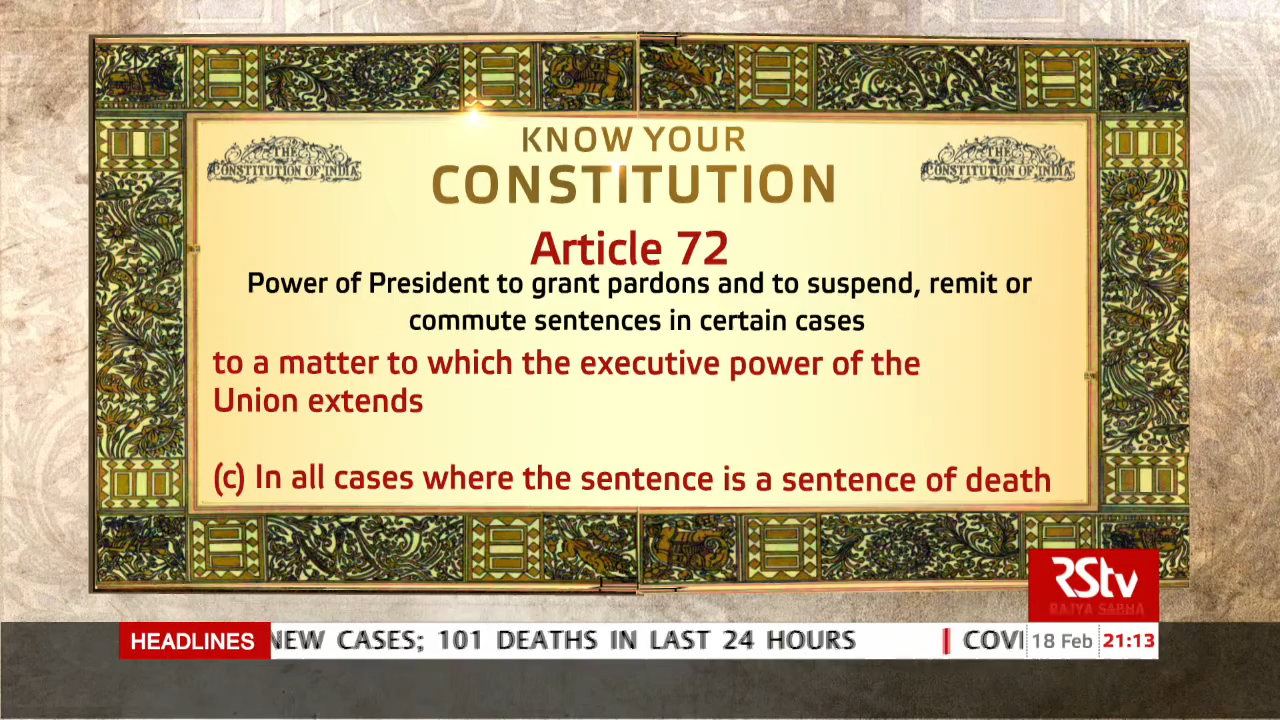 KNOW YOUR
CONSTITUTION
THE
CONSTITUTION OF INDIA
THE
CONSTITUTION OF INDIA
Article 72
Power of President to grant pardons and to suspend, remit or
commute sentences in certain cases
to a matter to which the executive power of the
Union extends
(c) In all cases where the sentence is a sentence of death
RStv
RAJYA SABHA
HEADLINES NEW CASES; 101 DEATHS IN LAST 24 HOURS | COVI 18 Feb 21:13